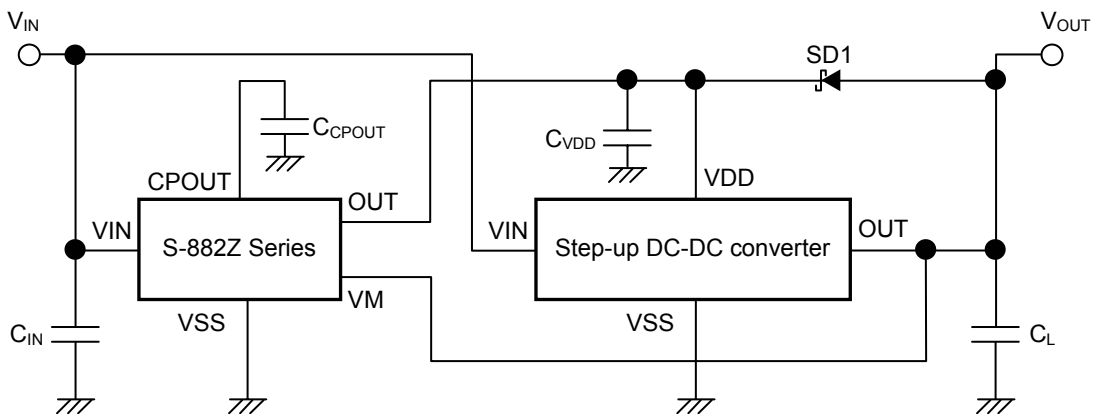 VIN
VOUT
SD1
CCPOUT
CVDD
CPOUT
OUT
VDD
VIN
S-882Z Series
VIN
Step-up DC-DC converter
OUT
VM
VSS
VSS
CIN
CL